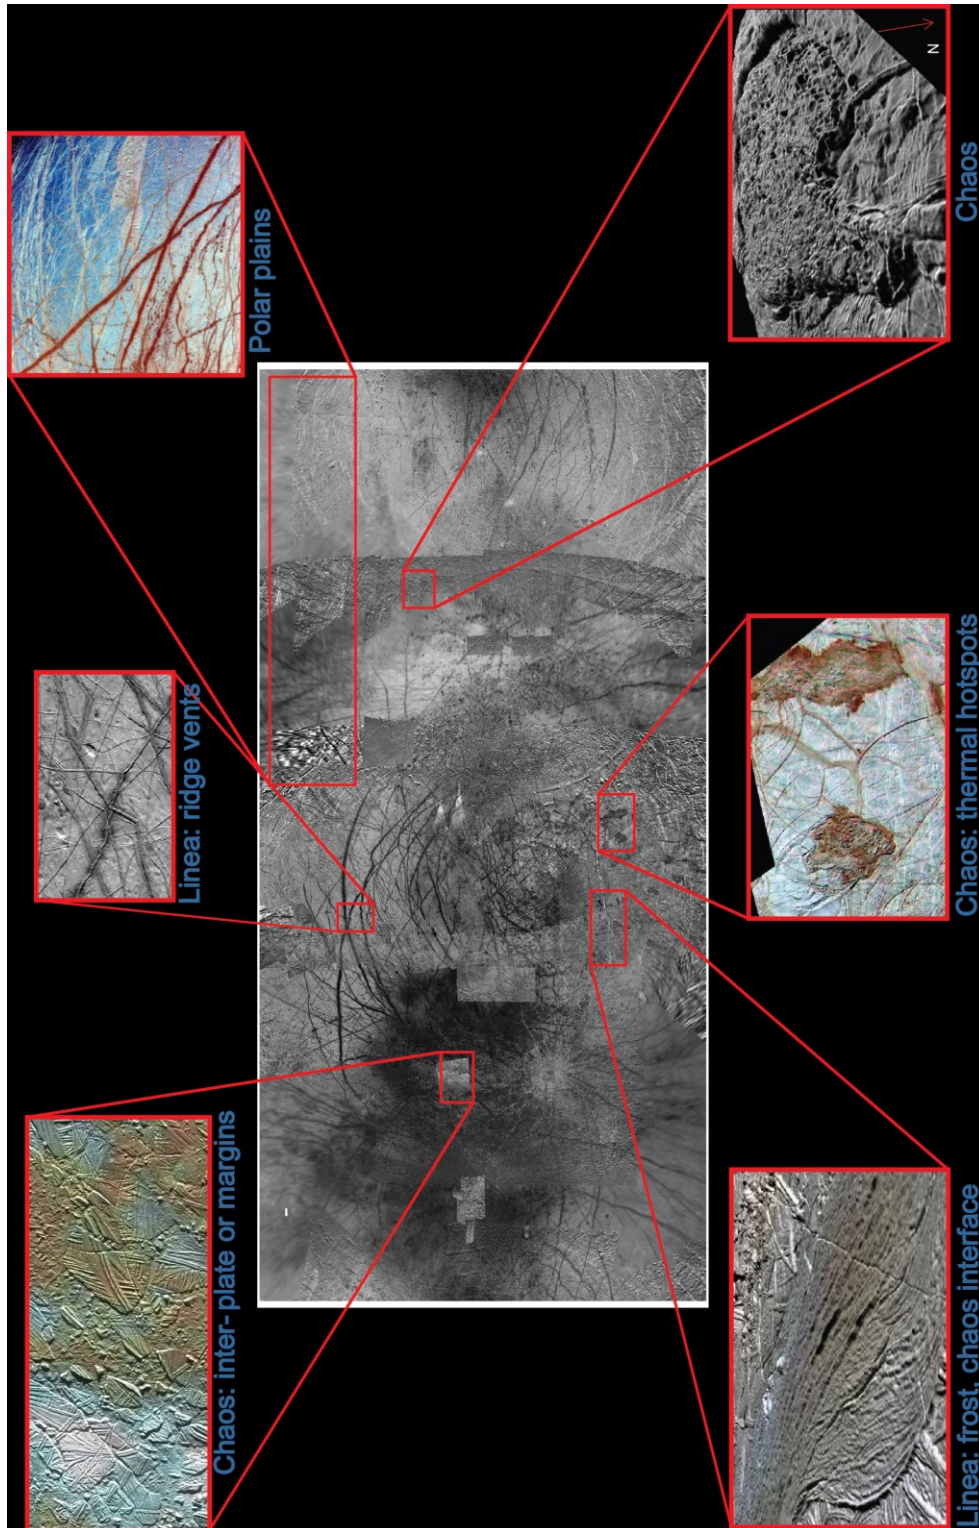 Chaos: inter-plate or margins
Linea: ridge vents
Polar plains
Linea: frost, chaos interface
Chaos: thermal hotspots
Chaos
N